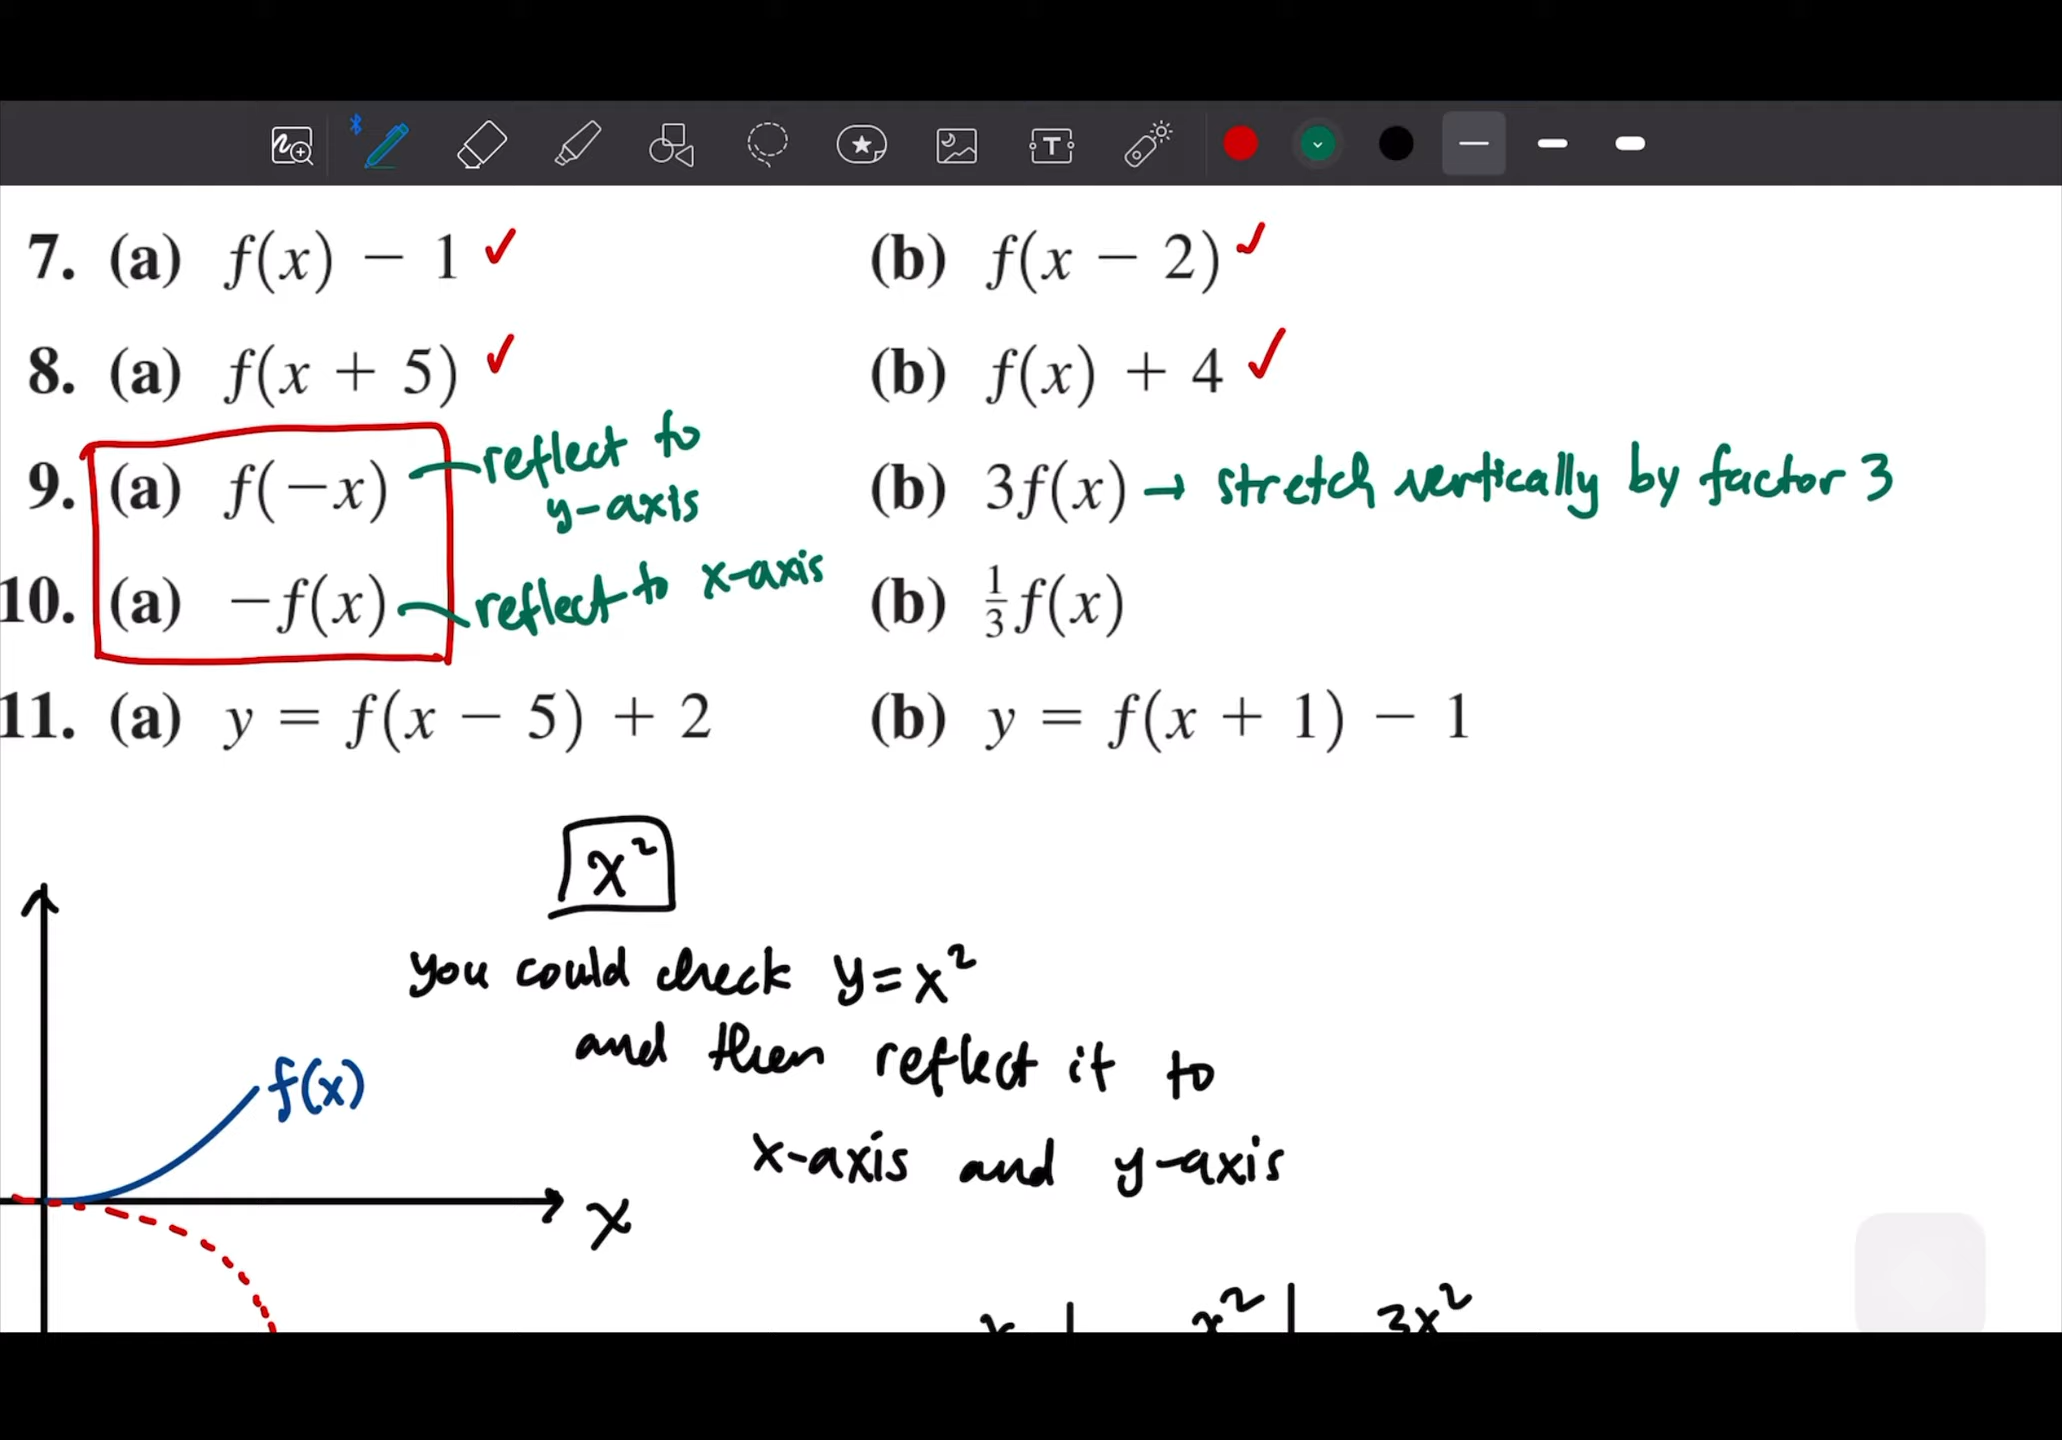 7. (a) f(x) − 1 ✓ (b) f(x − 2) ✓
8. (a) f(x + 5) ✓ (b) f(x) + 4 ✓
9. (a) f(−x) reflect to y-axis (b) 3f(x) → stretch vertically by factor 3
10. (a) −f(x) reflect to x-axis (b) 1/3 f(x)
11. (a) y = f(x − 5) + 2 (b) y = f(x + 1) − 1
x²
you could check y=x²
and then reflect it to
x-axis and y-axis
f(x)
x
x | x² | 3x²